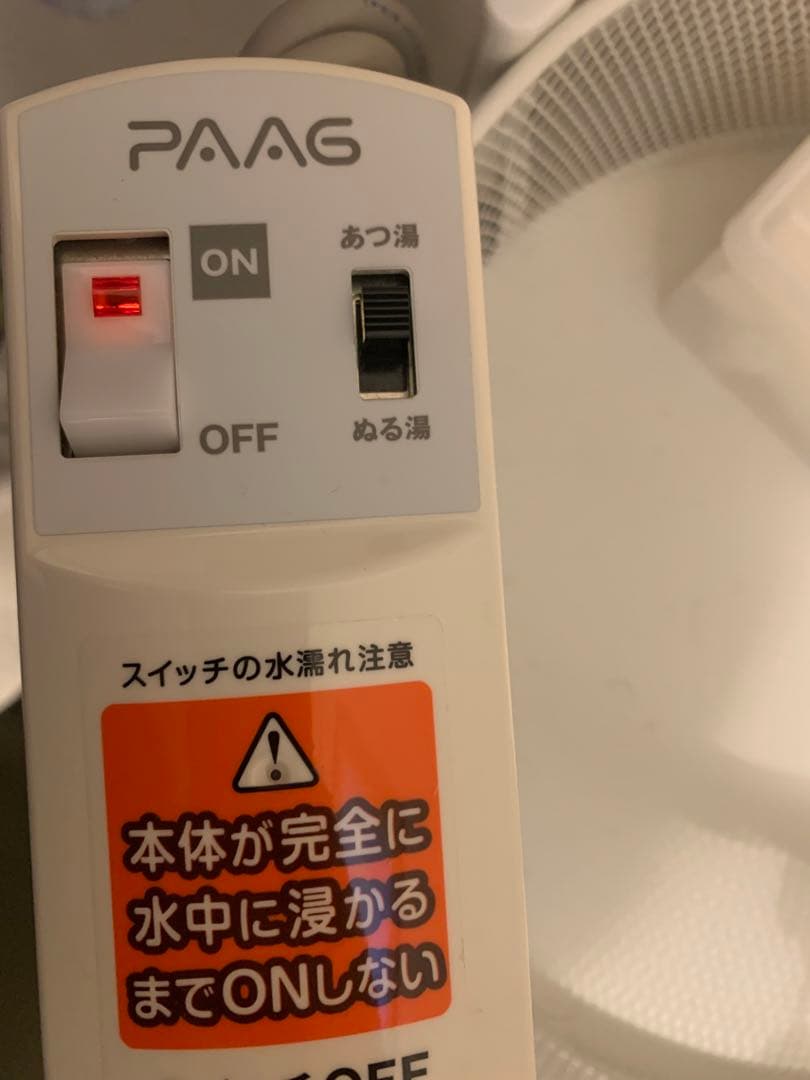 PAAG
ON
あつ湯
OFF
ぬる湯
スイッチの水濡れ注意
本体が完全に
水中に浸かる
までONしない
OFF